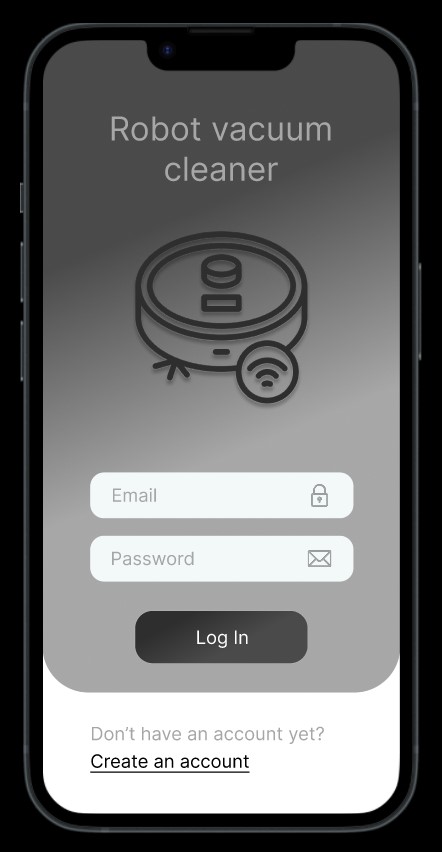 Robot vacuum
cleaner
Email
Password
Log In
Don't have an account yet?
Create an account